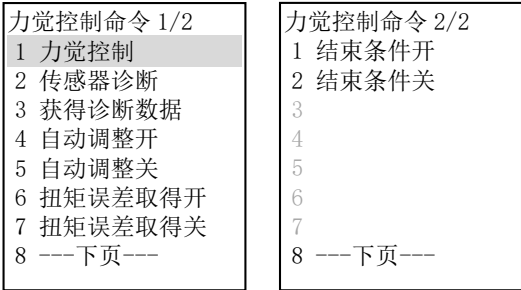 力觉控制命令 1/2
1 力觉控制
2 传感器诊断
3 获得诊断数据
4 自动调整开
5 自动调整关
6 扭矩误差取得开
7 扭矩误差取得关
8 ---下页---
力觉控制命令 2/2
1 结束条件开
2 结束条件关
3
4
5
6
7
8 ---下页---